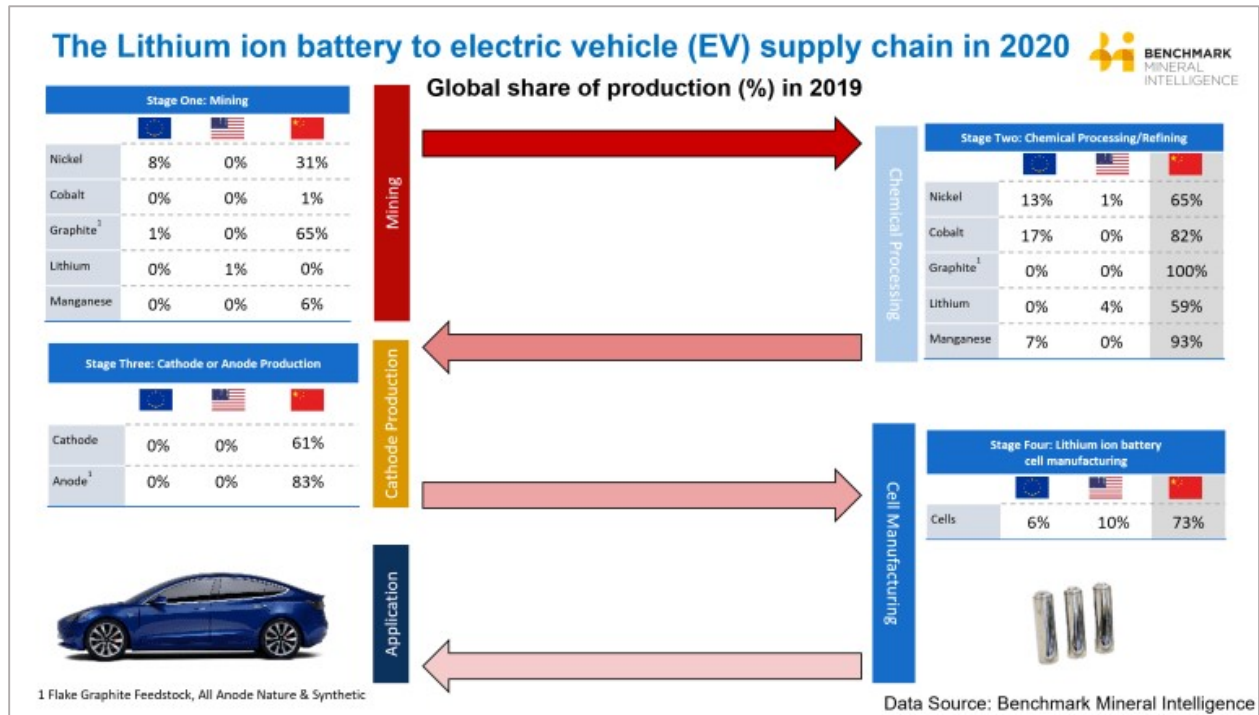 The Lithium ion battery to electric vehicle (EV) supply chain in 2020
BENCHMARK
MINERAL
INTELLIGENCE
Global share of production (%) in 2019
Stage One: Mining
Nickel 8% 0% 31%
Cobalt 0% 0% 1%
Graphite¹ 1% 0% 65%
Lithium 0% 1% 0%
Manganese 0% 0% 6%
Mining
Stage Two: Chemical Processing/Refining
Nickel 13% 1% 65%
Cobalt 17% 0% 82%
Graphite¹ 0% 0% 100%
Lithium 0% 4% 59%
Manganese 7% 0% 93%
Chemical Processing
Stage Three: Cathode or Anode Production
Cathode 0% 0% 61%
Anode¹ 0% 0% 83%
Cathode Production
Stage Four: Lithium ion battery
cell manufacturing
Cells 6% 10% 73%
Cell Manufacturing
Application
1 Flake Graphite Feedstock, All Anode Nature & Synthetic
Data Source: Benchmark Mineral Intelligence